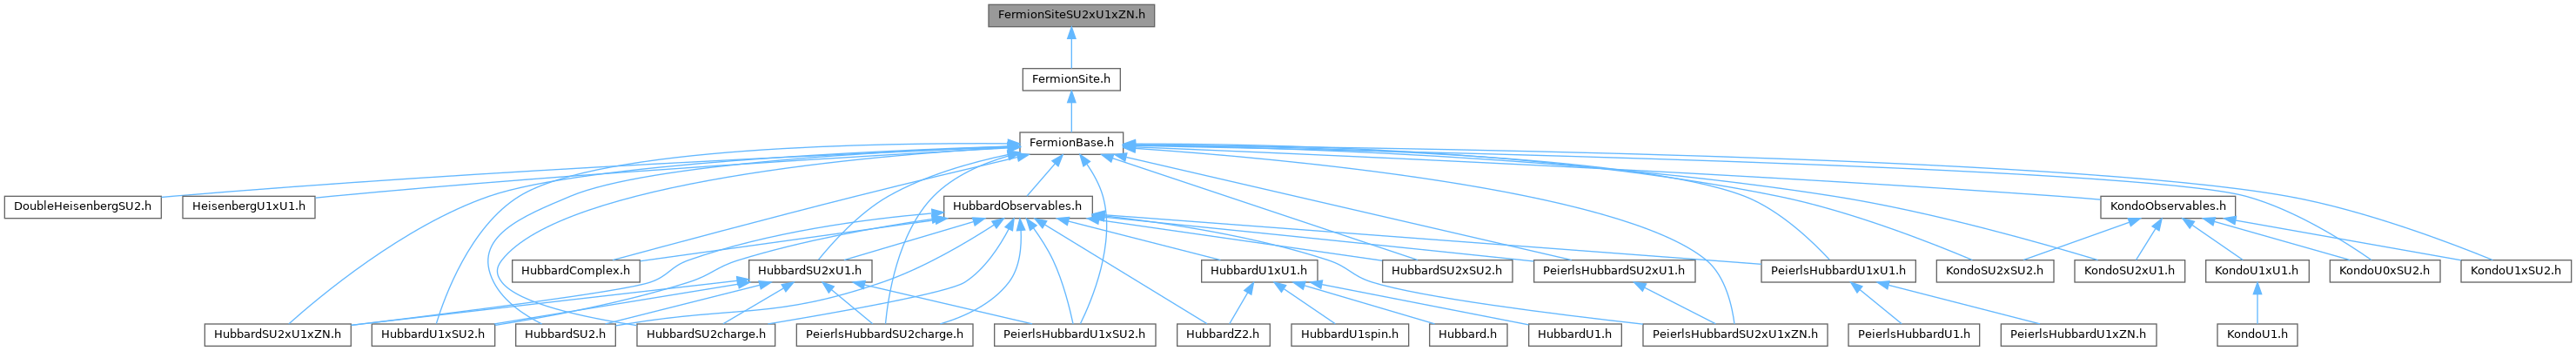 FermionSiteSU2xU1xZN.h
FermionSite.h
FermionBase.h
DoubleHeisenbergSU2.h
HeisenbergU1xU1.h
HubbardObservables.h
KondoObservables.h
HubbardComplex.h
HubbardSU2xU1.h
HubbardU1xU1.h
HubbardSU2xSU2.h
PeierlsHubbardSU2xU1.h
PeierlsHubbardU1xU1.h
KondoSU2xSU2.h
KondoSU2xU1.h
KondoU1xU1.h
KondoU0xSU2.h
KondoU1xSU2.h
HubbardSU2xU1xZN.h
HubbardU1xSU2.h
HubbardSU2.h
HubbardSU2charge.h
PeierlsHubbardSU2charge.h
PeierlsHubbardU1xSU2.h
HubbardZ2.h
HubbardU1spin.h
Hubbard.h
HubbardU1.h
PeierlsHubbardSU2xU1xZN.h
PeierlsHubbardU1.h
PeierlsHubbardU1xZN.h
KondoU1.h